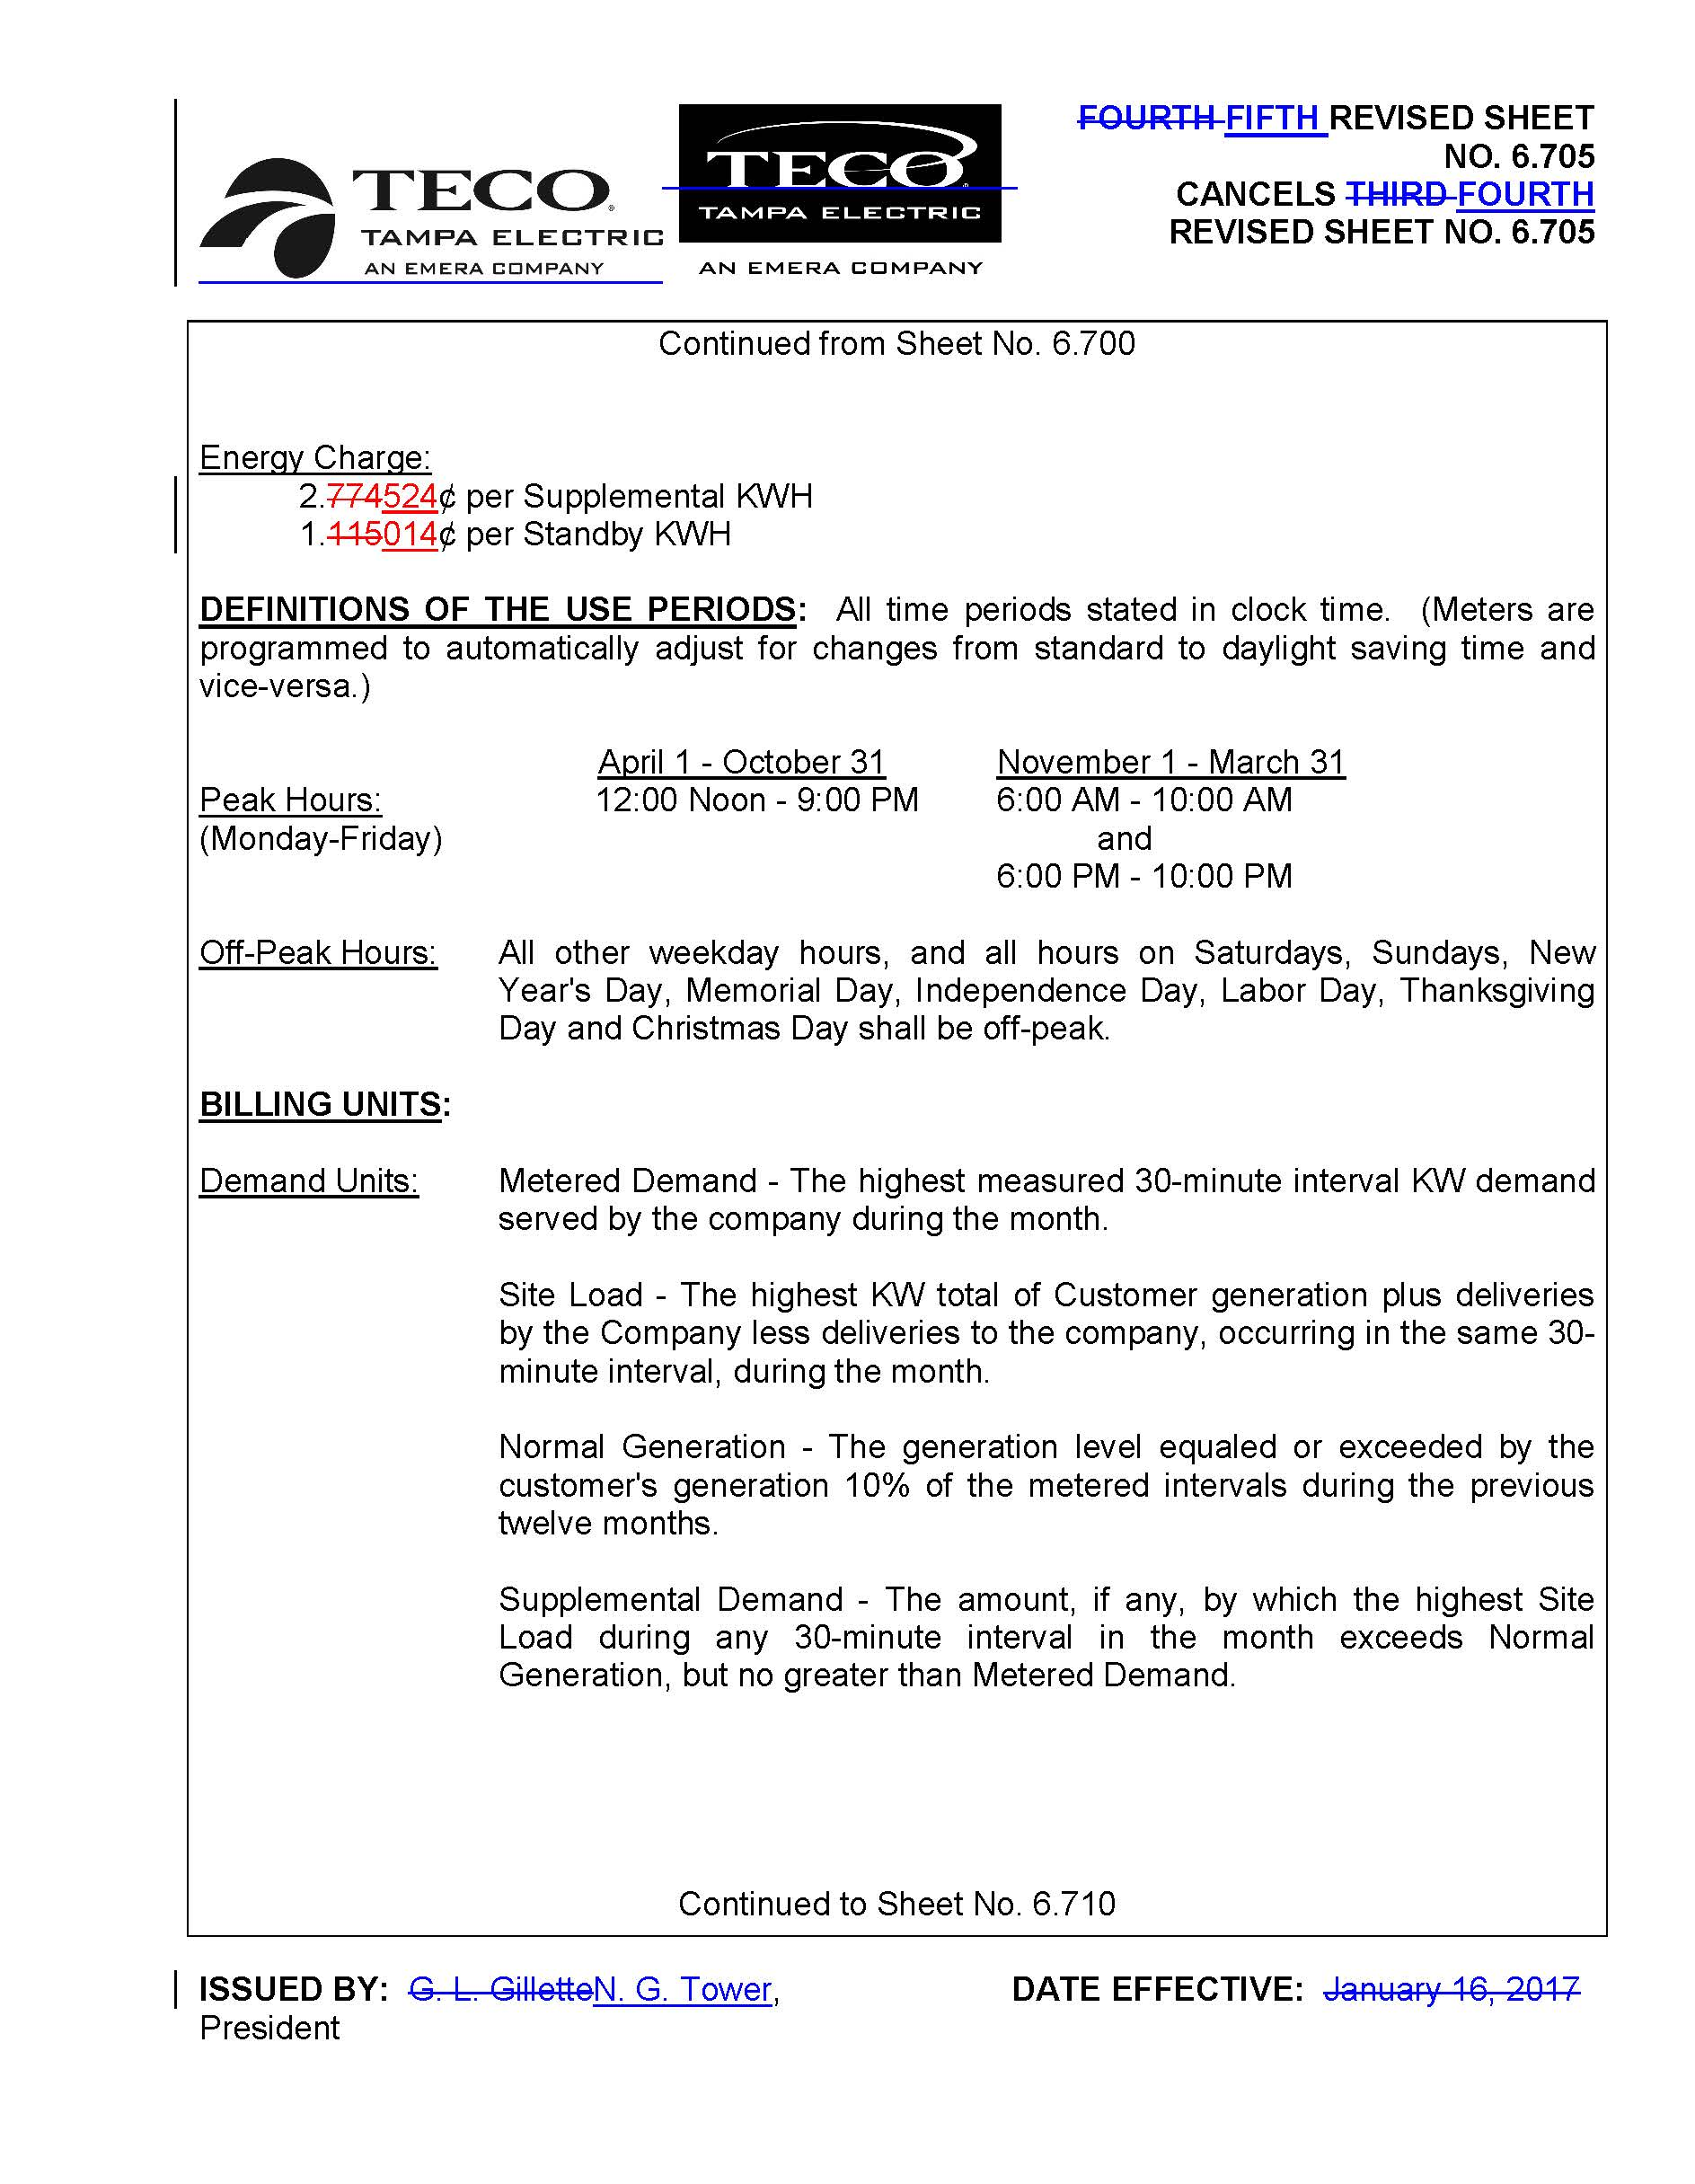 TECO®
TAMPA ELECTRIC
AN EMERA COMPANY
TECO®
TAMPA ELECTRIC
AN EMERA COMPANY
FOURTH FIFTH REVISED SHEET
NO. 6.705
CANCELS THIRD FOURTH
REVISED SHEET NO. 6.705
Continued from Sheet No. 6.700
Energy Charge:
2.774524¢ per Supplemental KWH
1.115014¢ per Standby KWH
DEFINITIONS OF THE USE PERIODS: All time periods stated in clock time. (Meters are
programmed to automatically adjust for changes from standard to daylight saving time and
vice-versa.)
April 1 - October 31 November 1 - March 31
Peak Hours: 12:00 Noon - 9:00 PM 6:00 AM - 10:00 AM
(Monday-Friday) and
6:00 PM - 10:00 PM
Off-Peak Hours: All other weekday hours, and all hours on Saturdays, Sundays, New
Year's Day, Memorial Day, Independence Day, Labor Day, Thanksgiving
Day and Christmas Day shall be off-peak.
BILLING UNITS:
Demand Units: Metered Demand - The highest measured 30-minute interval KW demand
served by the company during the month.
Site Load - The highest KW total of Customer generation plus deliveries
by the Company less deliveries to the company, occurring in the same 30-
minute interval, during the month.
Normal Generation - The generation level equaled or exceeded by the
customer's generation 10% of the metered intervals during the previous
twelve months.
Supplemental Demand - The amount, if any, by which the highest Site
Load during any 30-minute interval in the month exceeds Normal
Generation, but no greater than Metered Demand.
Continued to Sheet No. 6.710
ISSUED BY: G. L. GilletteN. G. Tower, DATE EFFECTIVE: January 16, 2017
President